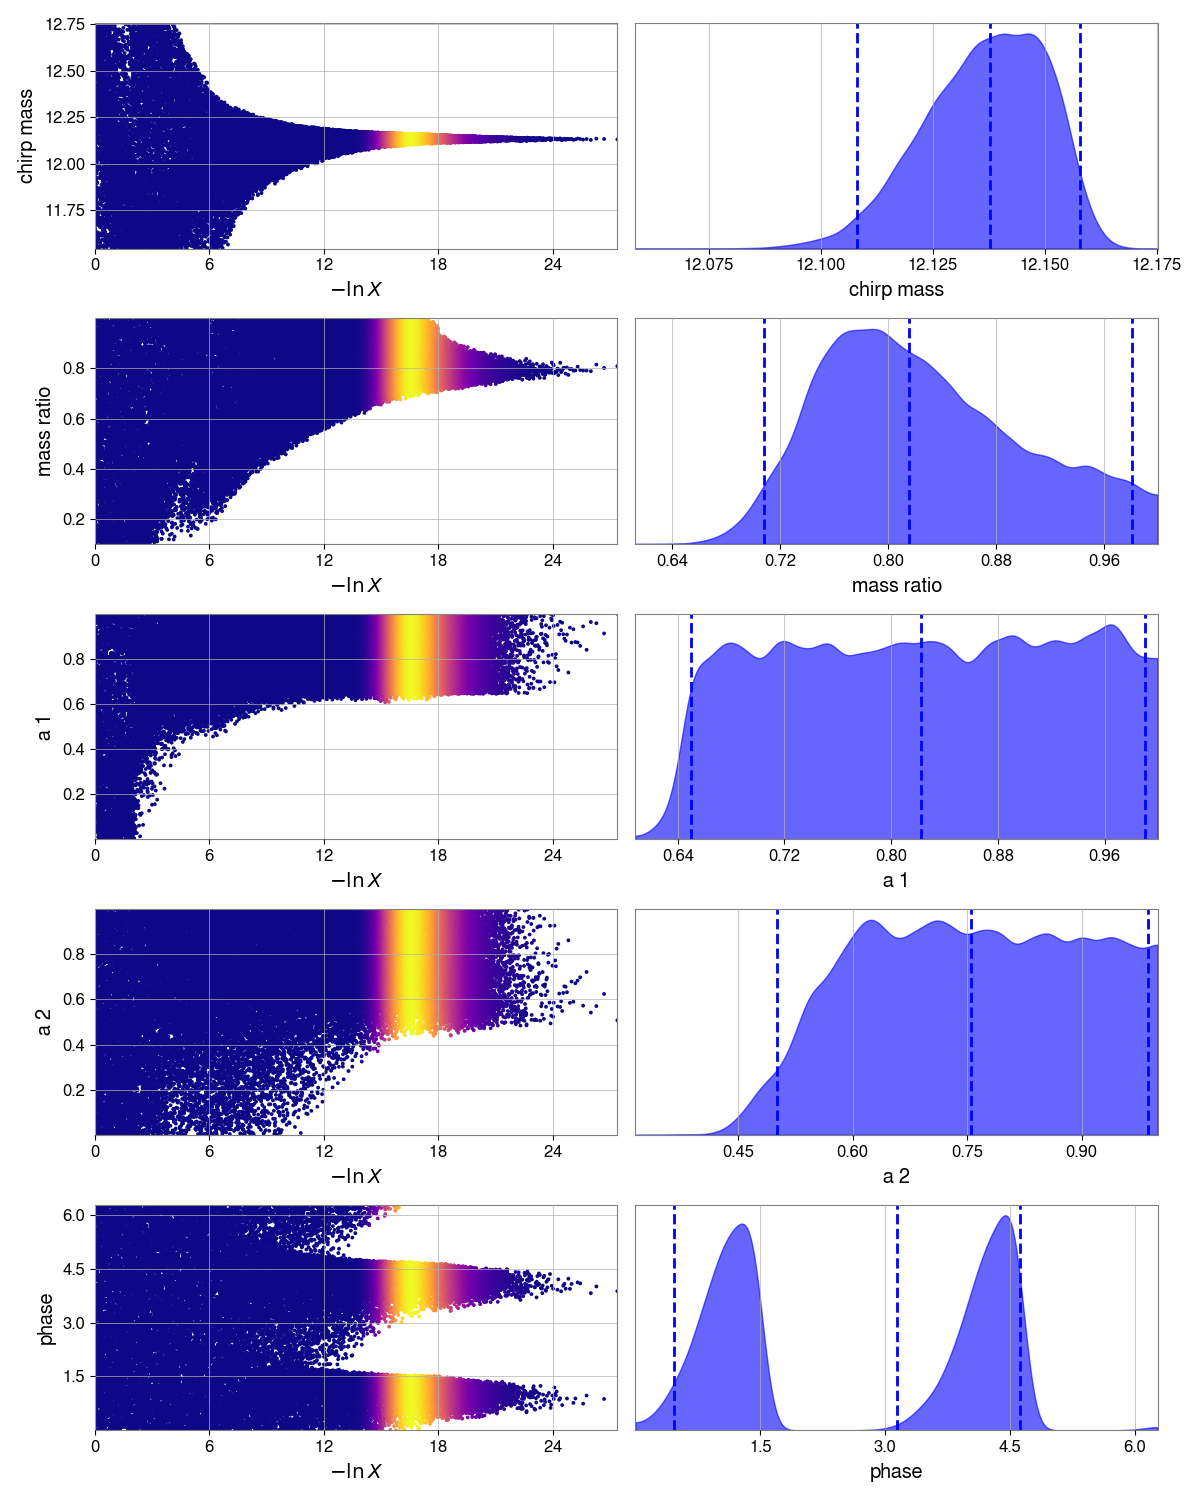 12.75
12.50
12.25
12.00
11.75
chirp mass
0 6 12 18 24
−ln X
12.075 12.100 12.125 12.150 12.175
chirp mass
0.8
0.6
0.4
0.2
mass ratio
0 6 12 18 24
−ln X
0.64 0.72 0.80 0.88 0.96
mass ratio
0.8
0.6
0.4
0.2
a 1
0 6 12 18 24
−ln X
0.64 0.72 0.80 0.88 0.96
a 1
0.8
0.6
0.4
0.2
a 2
0 6 12 18 24
−ln X
0.45 0.60 0.75 0.90
a 2
6.0
4.5
3.0
1.5
phase
0 6 12 18 24
−ln X
1.5 3.0 4.5 6.0
phase